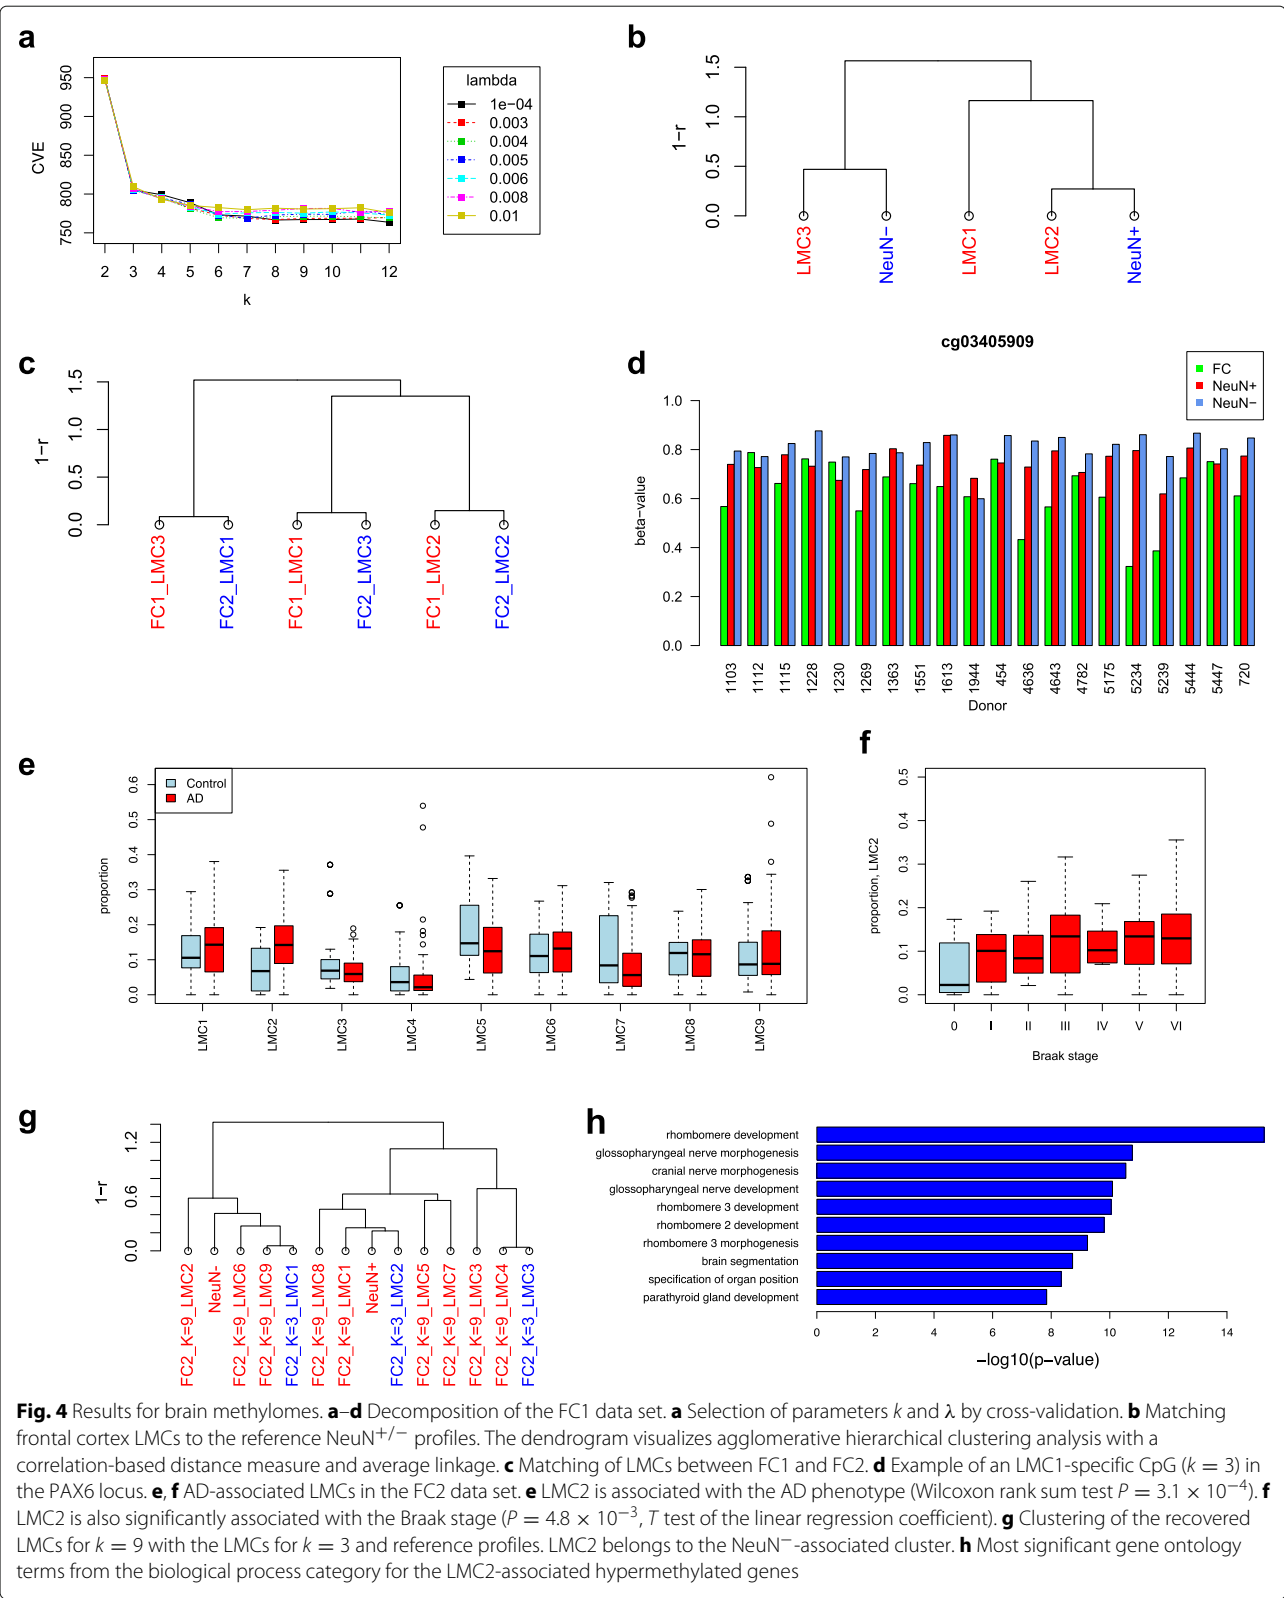 a
950
900
850
800
750
CVE
2 3 4 5 6 7 8 9 10 12
k
lambda
1e−04
0.003
0.004
0.005
0.006
0.008
0.01
b
1.5
1.0
0.5
0.0
1−r
LMC3
NeuN−
LMC1
LMC2
NeuN+
c
1.5
1.0
0.5
0.0
1−r
FC1_LMC3
FC2_LMC1
FC1_LMC1
FC2_LMC3
FC1_LMC2
FC2_LMC2
d
cg03405909
FC
NeuN+
NeuN−
1.0
0.8
0.6
0.4
0.2
0.0
beta−value
1103
1112
1115
1228
1230
1269
1363
1551
1613
1944
454
4636
4643
4782
5175
5234
5239
5444
5447
720
Donor
e
Control
AD
0.6
0.5
0.4
0.3
0.2
0.1
0.0
proportion
LMC1
LMC2
LMC3
LMC4
LMC5
LMC6
LMC7
LMC8
LMC9
f
0.5
0.4
0.3
0.2
0.1
0.0
proportion, LMC2
0 I II III IV V VI
Braak stage
g
1.2
0.6
0.0
1−r
FC2_K=9_LMC2
NeuN-
FC2_K=9_LMC6
FC2_K=9_LMC9
FC2_K=3_LMC1
FC2_K=9_LMC8
FC2_K=9_LMC1
NeuN+
FC2_K=3_LMC2
FC2_K=9_LMC5
FC2_K=9_LMC7
FC2_K=9_LMC3
FC2_K=9_LMC4
FC2_K=3_LMC3
h
rhombomere development
glossopharyngeal nerve morphogenesis
cranial nerve morphogenesis
glossopharyngeal nerve development
rhombomere 3 development
rhombomere 2 development
rhombomere 3 morphogenesis
brain segmentation
specification of organ position
parathyroid gland development
0 2 4 6 8 10 12 14
−log10(p−value)
Fig. 4 Results for brain methylomes. a–d Decomposition of the FC1 data set. a Selection of parameters k and λ by cross-validation. b Matching
frontal cortex LMCs to the reference NeuN+/− profiles. The dendrogram visualizes agglomerative hierarchical clustering analysis with a
correlation-based distance measure and average linkage. c Matching of LMCs between FC1 and FC2. d Example of an LMC1-specific CpG (k = 3) in
the PAX6 locus. e, f AD-associated LMCs in the FC2 data set. e LMC2 is associated with the AD phenotype (Wilcoxon rank sum test P = 3.1 × 10−4). f
LMC2 is also significantly associated with the Braak stage (P = 4.8 × 10−3, T test of the linear regression coefficient). g Clustering of the recovered
LMCs for k = 9 with the LMCs for k = 3 and reference profiles. LMC2 belongs to the NeuN−-associated cluster. h Most significant gene ontology
terms from the biological process category for the LMC2-associated hypermethylated genes